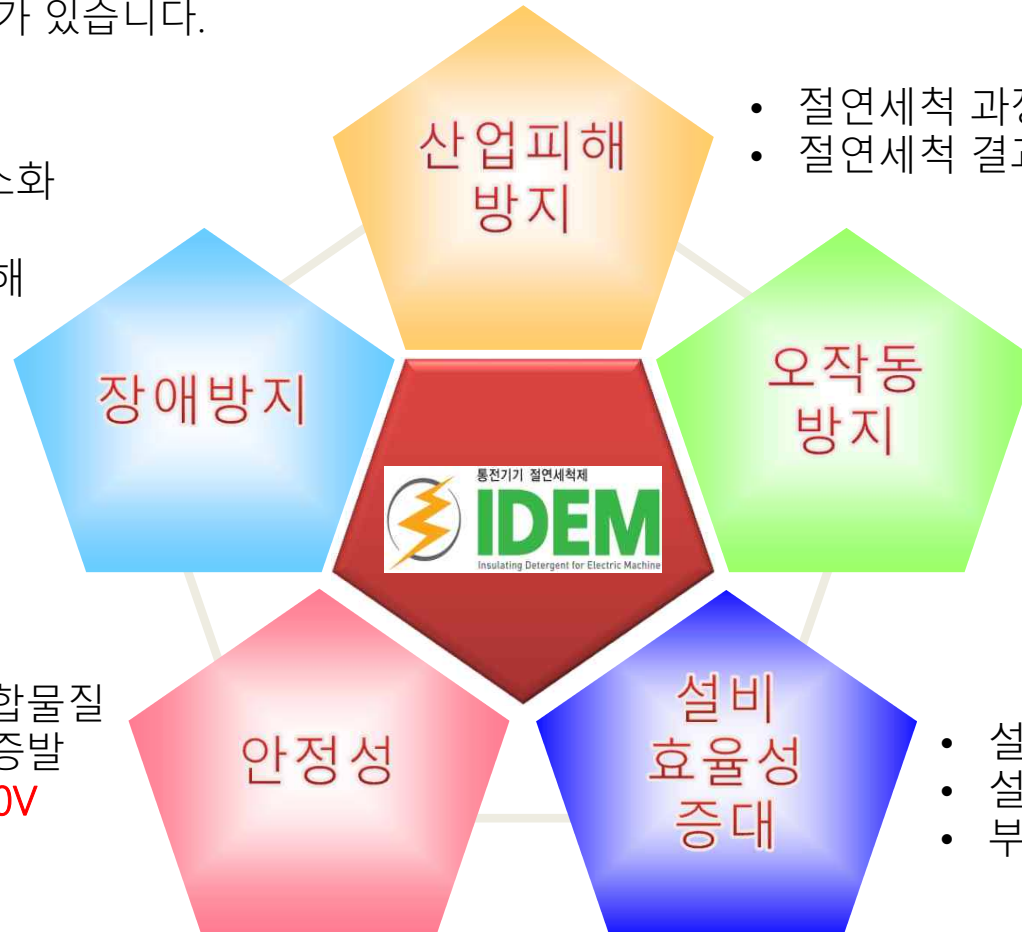 가 있습니다.
산업피해
방지
• 절연세척 과정
• 절연세척 결과
소화
해
장애방지
오작동
방지
통전기기 절연세척제
IDEM
Insulating Detergent for Electric Machine
합물질
증발
0V
안정성
설비
효율성
증대
• 설
• 설
• 부